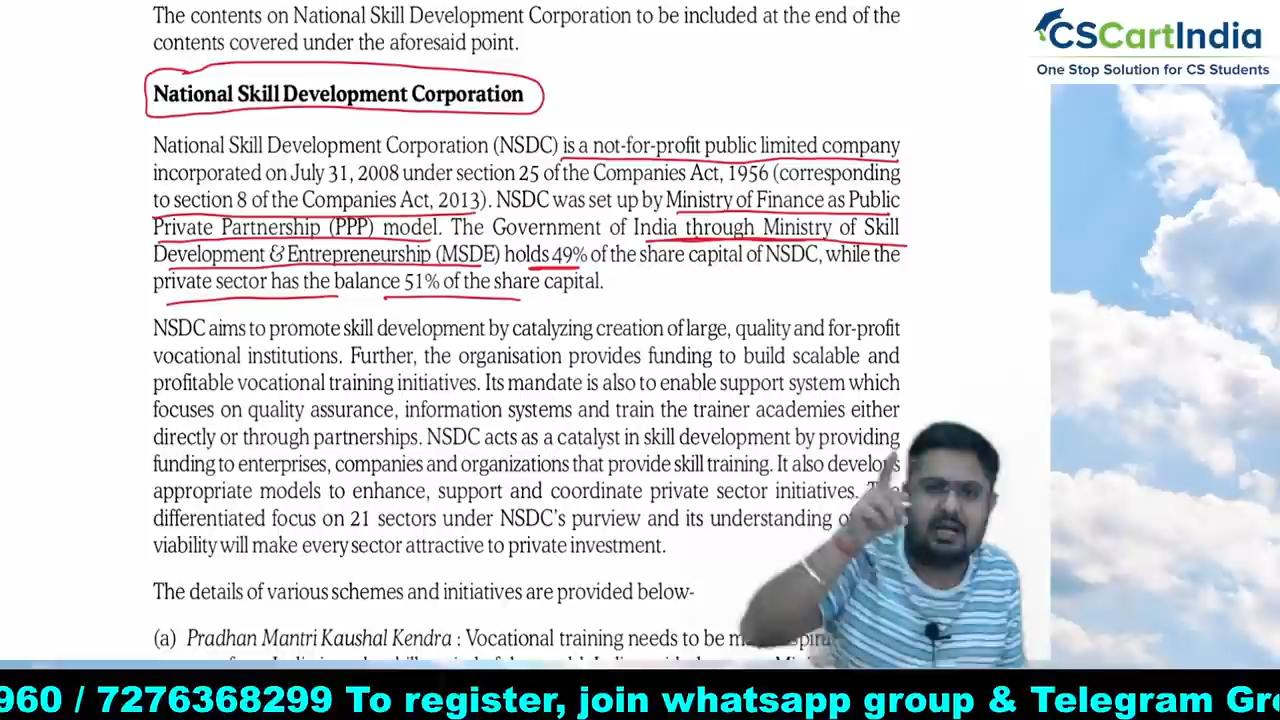 The contents on National Skill Development Corporation to be included at the end of the
contents covered under the aforesaid point.
CSCartIndia
One Stop Solution for CS Students
National Skill Development Corporation
National Skill Development Corporation (NSDC) is a not-for-profit public limited company
incorporated on July 31, 2008 under section 25 of the Companies Act, 1956 (corresponding
to section 8 of the Companies Act, 2013). NSDC was set up by Ministry of Finance as Public
Private Partnership (PPP) model. The Government of India through Ministry of Skill
Development & Entrepreneurship (MSDE) holds 49% of the share capital of NSDC, while the
private sector has the balance 51% of the share capital.
NSDC aims to promote skill development by catalyzing creation of large, quality and for-profit
vocational institutions. Further, the organisation provides funding to build scalable and
profitable vocational training initiatives. Its mandate is also to enable support system which
focuses on quality assurance, information systems and train the trainer academies either
directly or through partnerships. NSDC acts as a catalyst in skill development by providing
funding to enterprises, companies and organizations that provide skill training. It also develops
appropriate models to enhance, support and coordinate private sector initiatives.
differentiated focus on 21 sectors under NSDC's purview and its understanding
viability will make every sector attractive to private investment.
The details of various schemes and initiatives are provided below-
(a) Pradhan Mantri Kaushal Kendra : Vocational training needs to be
960 / 7276368299 To register, join whatsapp group & Telegram Gr